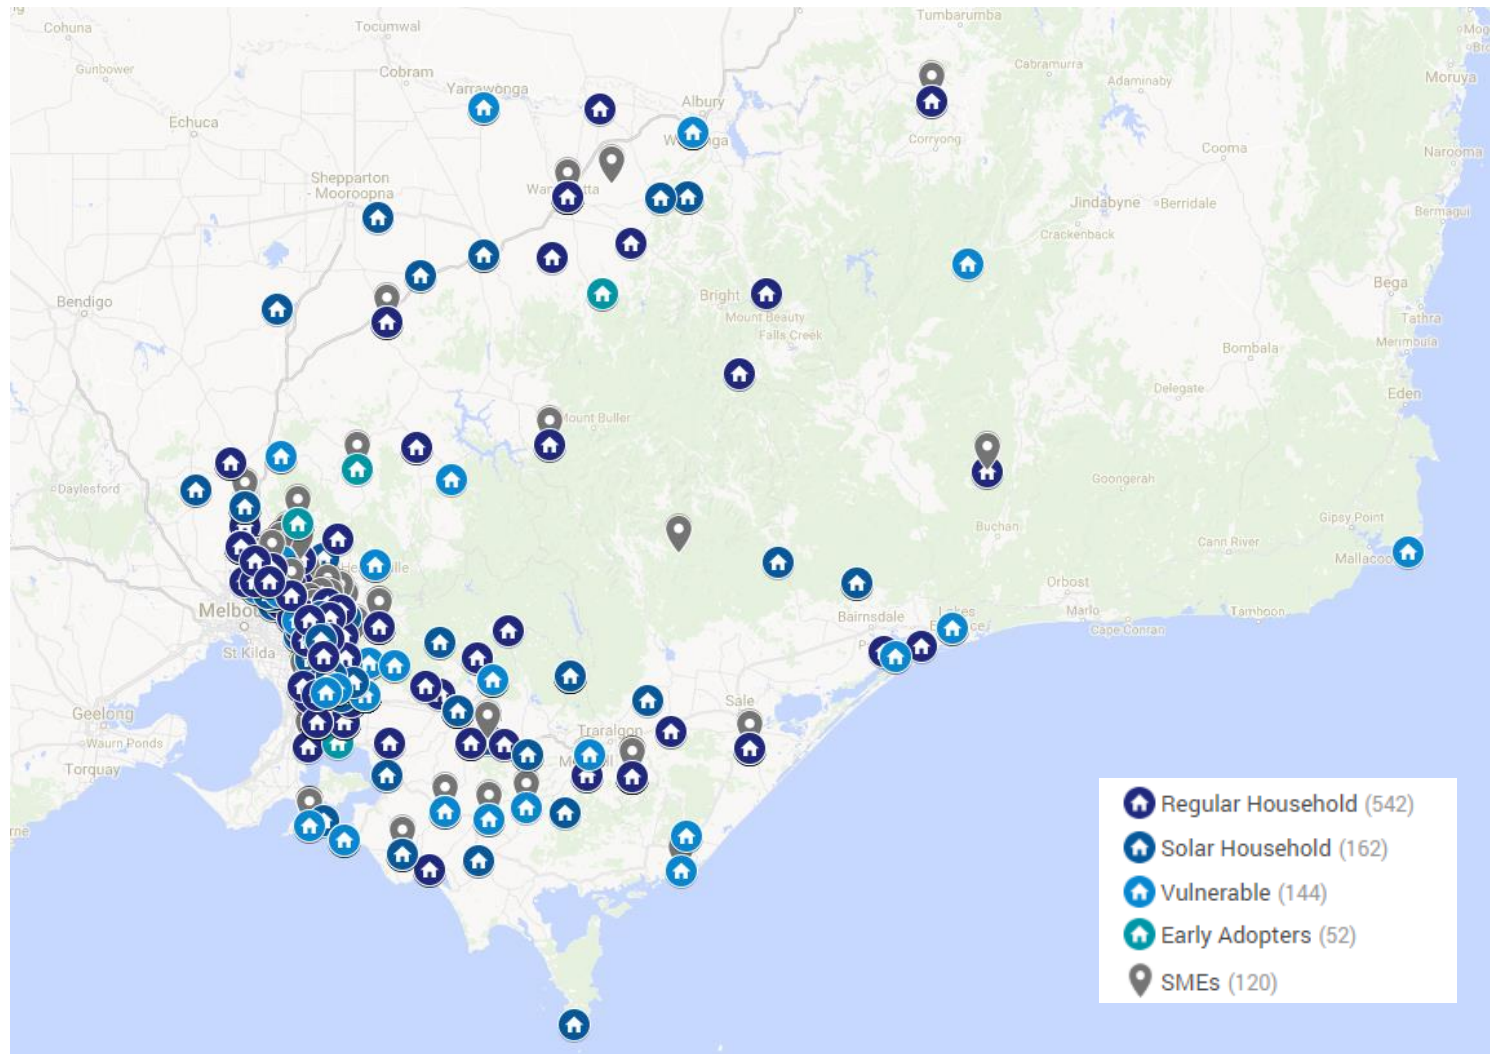 Cohuna
Tocumwal
Tumbarumba
Gunbower
Cobram
Cabramurra
Adaminaby
Moruya
Yarrawonga
Albury
Echuca
Corryong
Cooma
Narooma
Shepparton
- Mooroopna
Jindabyne
Berridale
Bermagui
Crackenback
Bendigo
Bright
Mount Beauty
Falls Creek
Bega
Tathra
Merimbula
Bombala
Delegate
Eden
Mount Buller
Daylesford
Goongerah
Buchan
Gipsy Point
Cann River
Orbost
Bairnsdale
Marlo
Cape Conran
Tamboon
St Kilda
Geelong
Waurn Ponds
Torquay
Sale
Traralgon
Regular Household (542)
Solar Household (162)
Vulnerable (144)
Early Adopters (52)
SMEs (120)